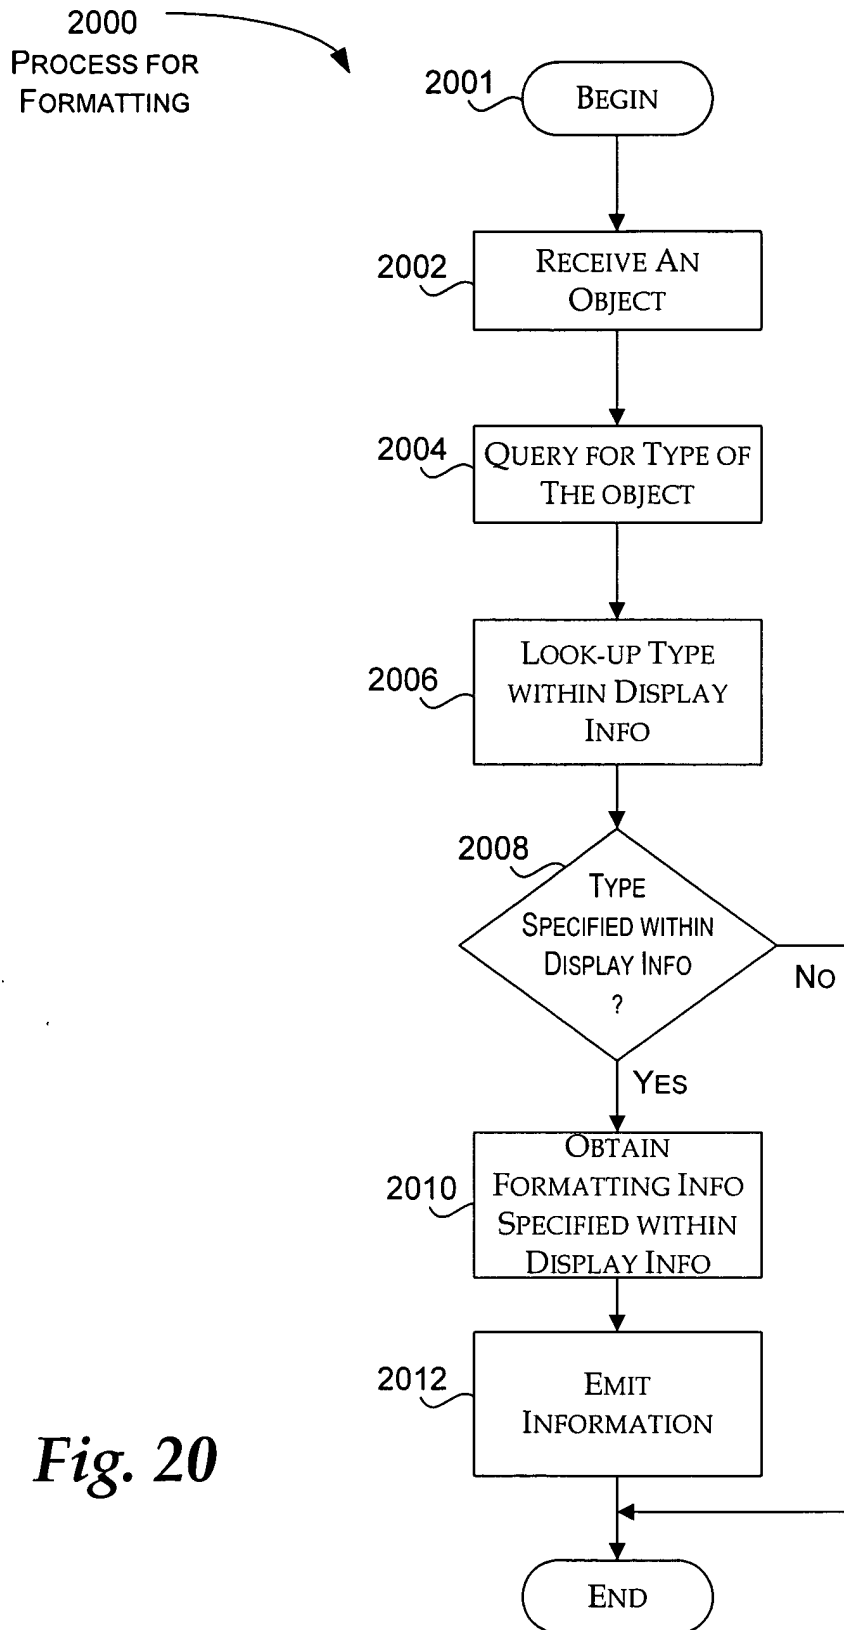 2000
PROCESS FOR
FORMATTING
2001
BEGIN
2002
RECEIVE AN
OBJECT
2004
QUERY FOR TYPE OF
THE OBJECT
2006
LOOK-UP TYPE
WITHIN DISPLAY
INFO
2008
TYPE
SPECIFIED WITHIN
DISPLAY INFO
?
NO
YES
2010
OBTAIN
FORMATTING INFO
SPECIFIED WITHIN
DISPLAY INFO
2012
EMIT
INFORMATION
Fig. 20
END